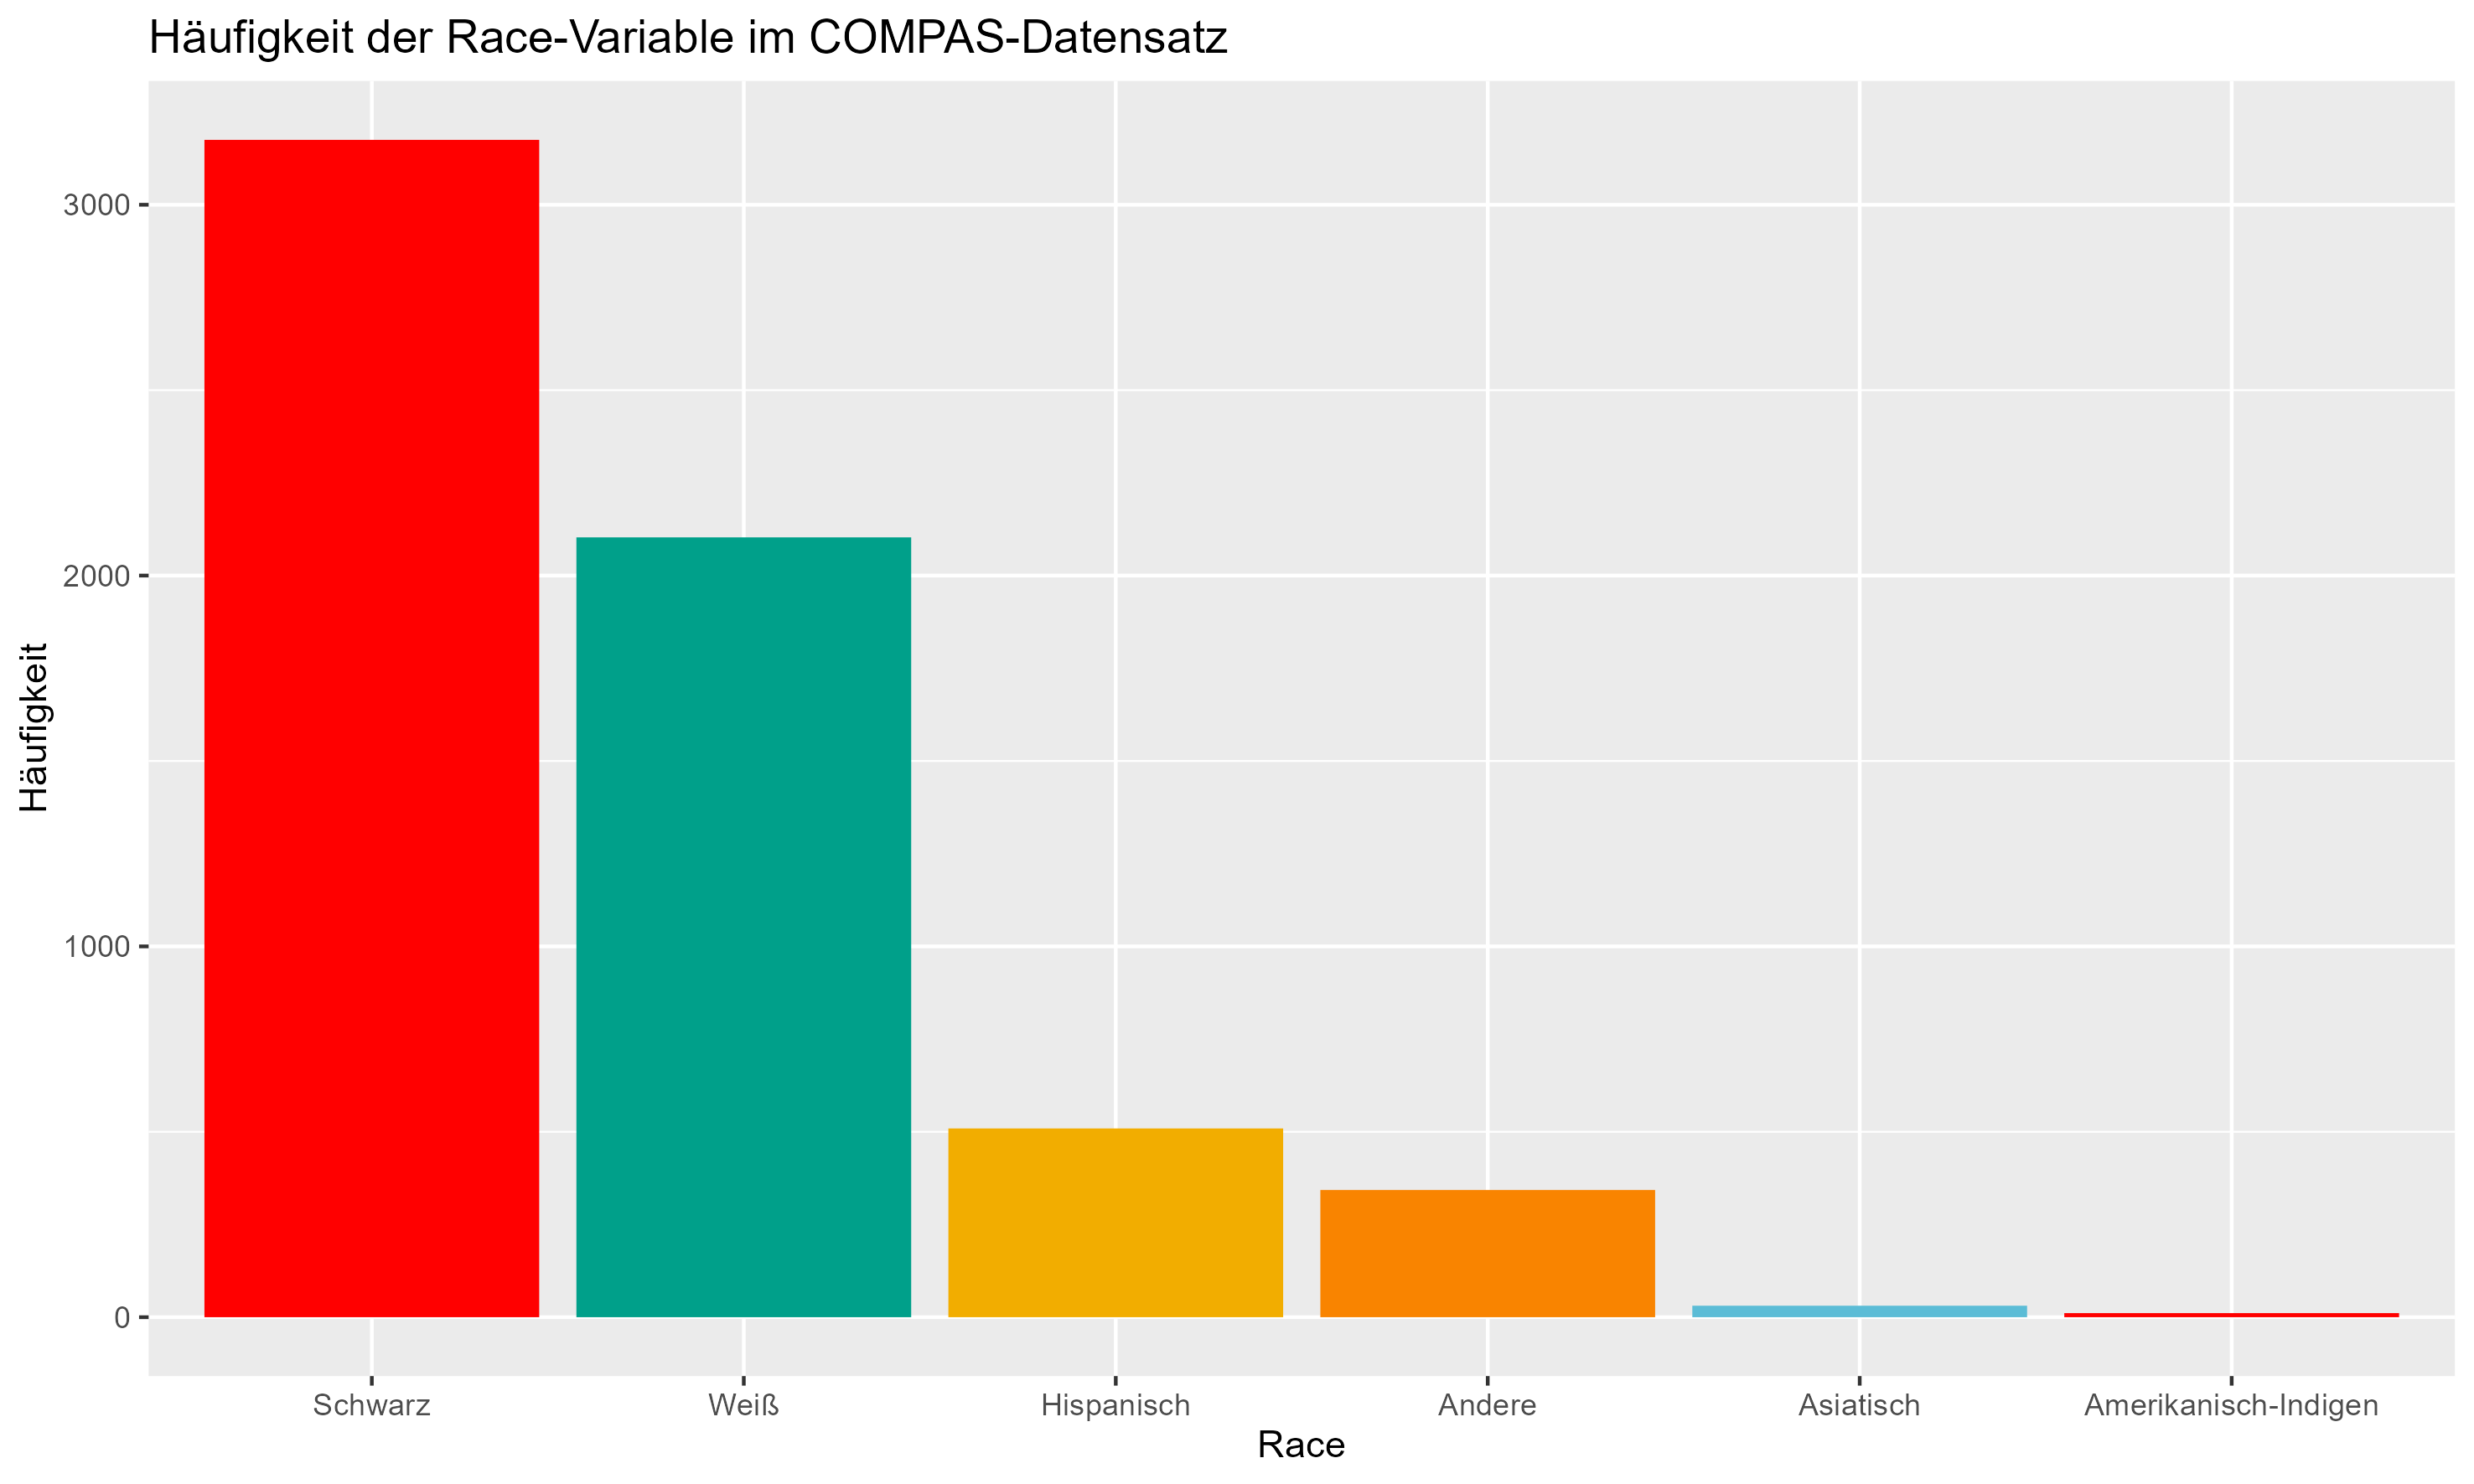 Häufigkeit der Race-Variable im COMPAS-Datensatz
Häufigkeit
3000
2000
1000
0
Schwarz Weiß Hispanisch Andere Asiatisch Amerikanisch-Indigen
Race